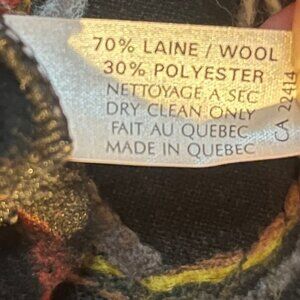 70% LAINE / WOOL
30% POLYESTER
NETTOYAGE A SEC
DRY CLEAN ONLY
FAIT AU QUEBEC
MADE IN QUEBEC
CA 22414